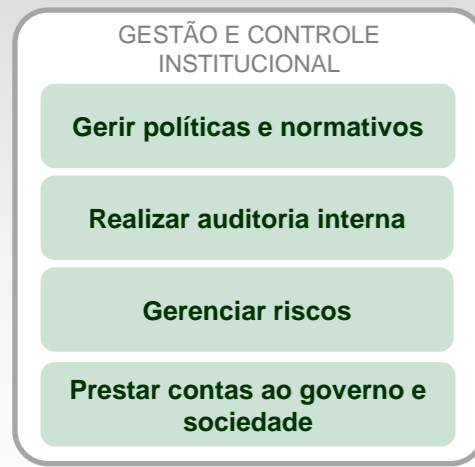 GESTÃO E CONTROLE
INSTITUCIONAL
Gerir políticas e normativos
Realizar auditoria interna
Gerenciar riscos
Prestar contas ao governo e
sociedade